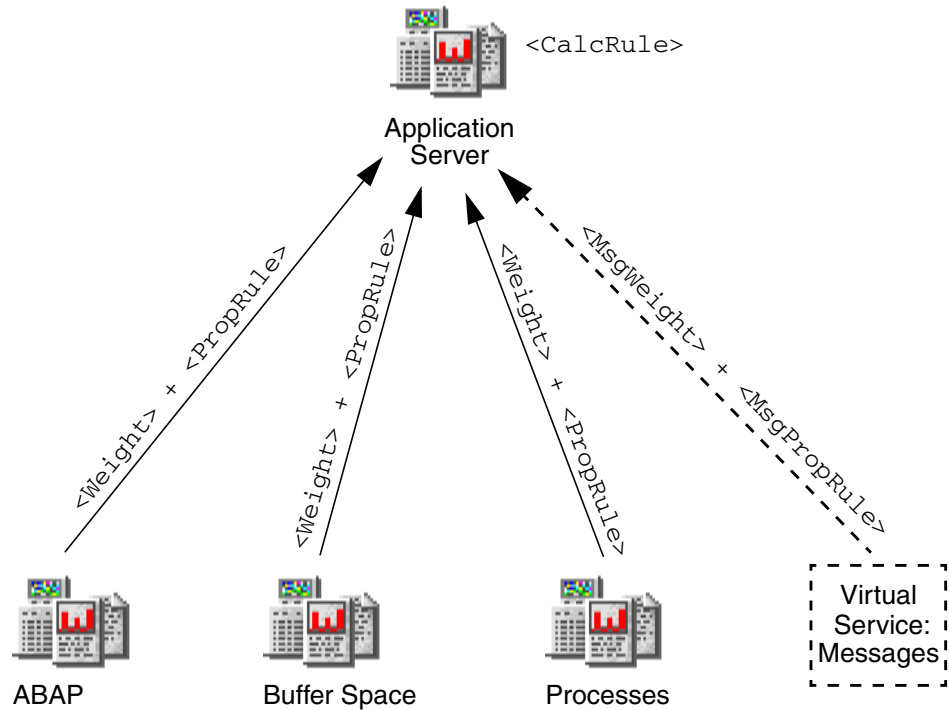 <CalcRule>
Application
Server
<Weight> + <PropRule>
<Weight> + <PropRule>
<Weight> + <PropRule>
<MsgWeight> + <MsgPropRule>
ABAP
Buffer Space
Processes
Virtual
Service:
Messages